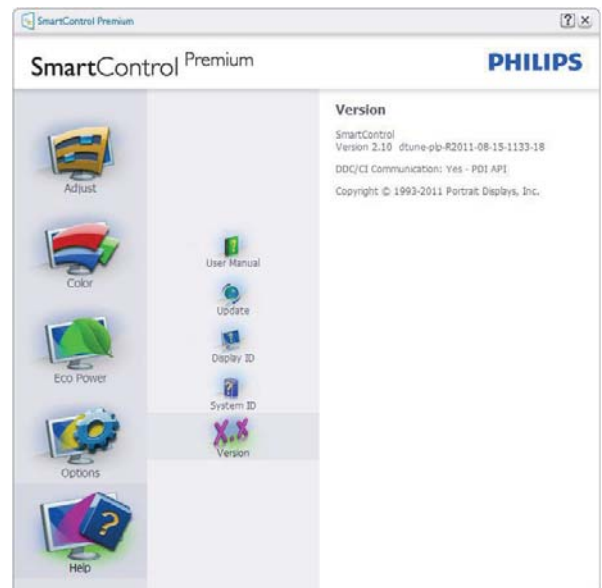 SmartControl Premium
SmartControl Premium
PHILIPS
Adjust
Color
Eco Power
Options
Help
User Manual
Update
Display ID
System ID
X.X
Version
Version
SmartControl
Version 2.10 dtune-plp-R2011-08-15-1133-18
DDC/CI Communication: Yes - PDI API
Copyright © 1993-2011 Portrait Displays, Inc.